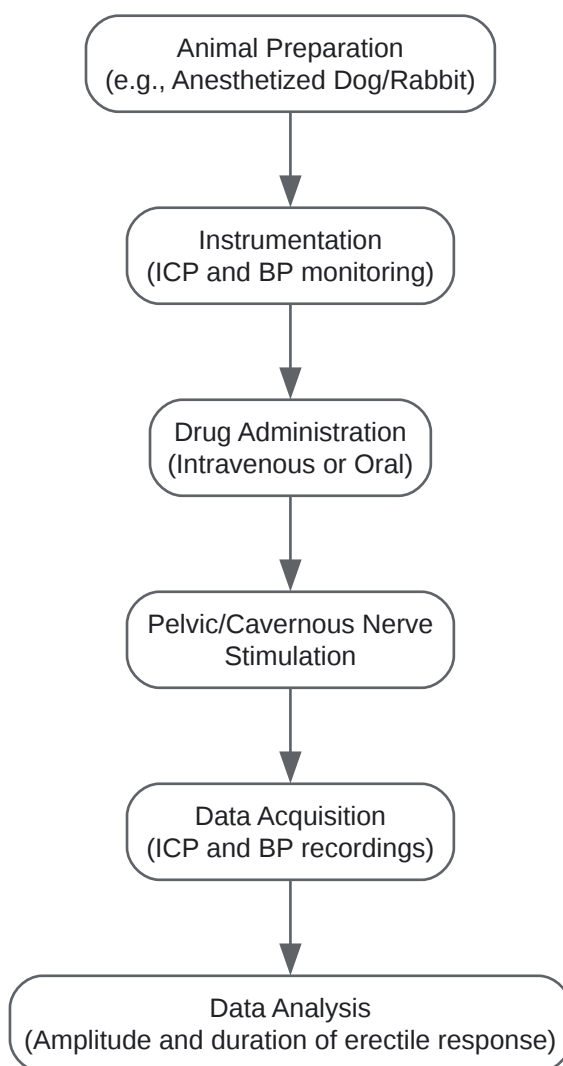 Animal Preparation
(e.g., Anesthetized Dog/Rabbit)
Instrumentation
(ICP and BP monitoring)
Drug Administration
(Intravenous or Oral)
Pelvic/Cavernous Nerve
Stimulation
Data Acquisition
(ICP and BP recordings)
Data Analysis
(Amplitude and duration of erectile response)